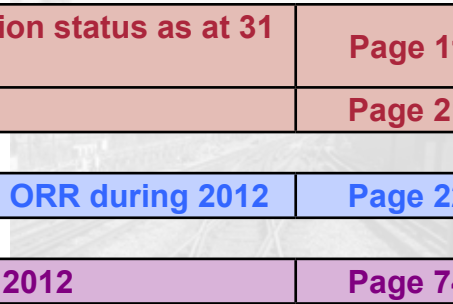 ion status as at 31
Page 1
Page 2
ORR during 2012 Page 2
2012 Page 74